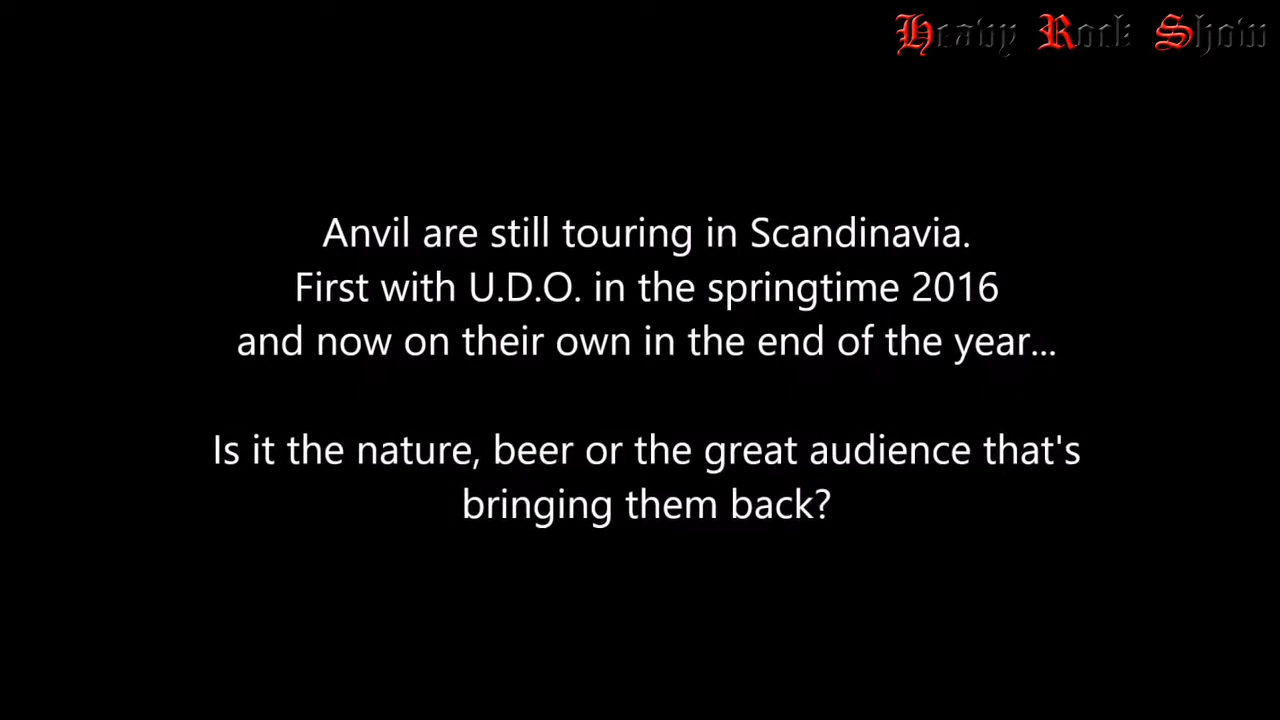 Heavy Rock Show
Anvil are still touring in Scandinavia.
First with U.D.O. in the springtime 2016
and now on their own in the end of the year...
Is it the nature, beer or the great audience that's
bringing them back?